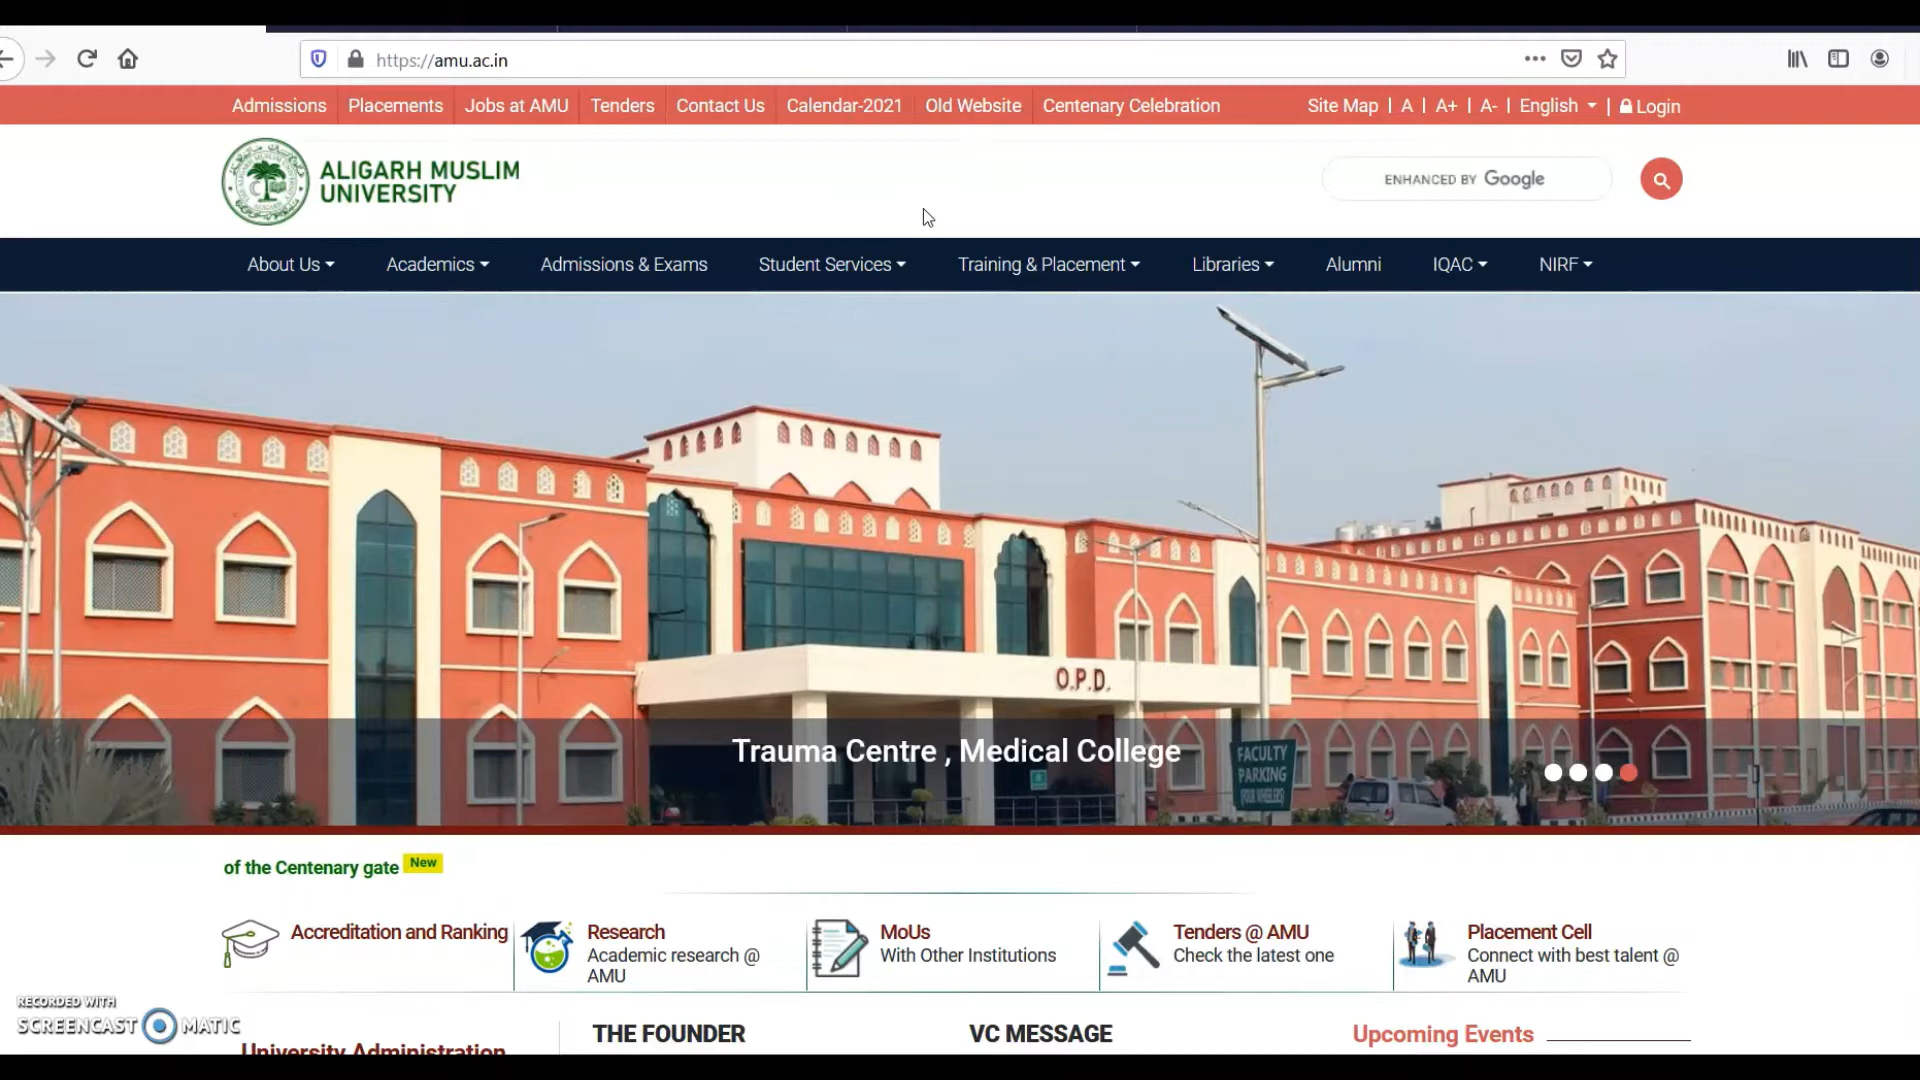 https://amu.ac.in
Admissions Placements Jobs at AMU Tenders Contact Us Calendar-2021 Old Website Centenary Celebration Site Map | A | A+ | A- | English | Login
ALIGARH MUSLIM
UNIVERSITY
ENHANCED BY Google
About Us Academics Admissions & Exams Student Services Training & Placement Libraries Alumni IQAC NIRF
O.P.D.
Trauma Centre , Medical College
FACULTY
PARKING
of the Centenary gate New
Accreditation and Ranking
Research
Academic research @
AMU
MoUs
With Other Institutions
Tenders @ AMU
Check the latest one
Placement Cell
Connect with best talent @
AMU
RECORDED WITH
SCREENCAST MATIC
University Administration
THE FOUNDER
VC MESSAGE
Upcoming Events